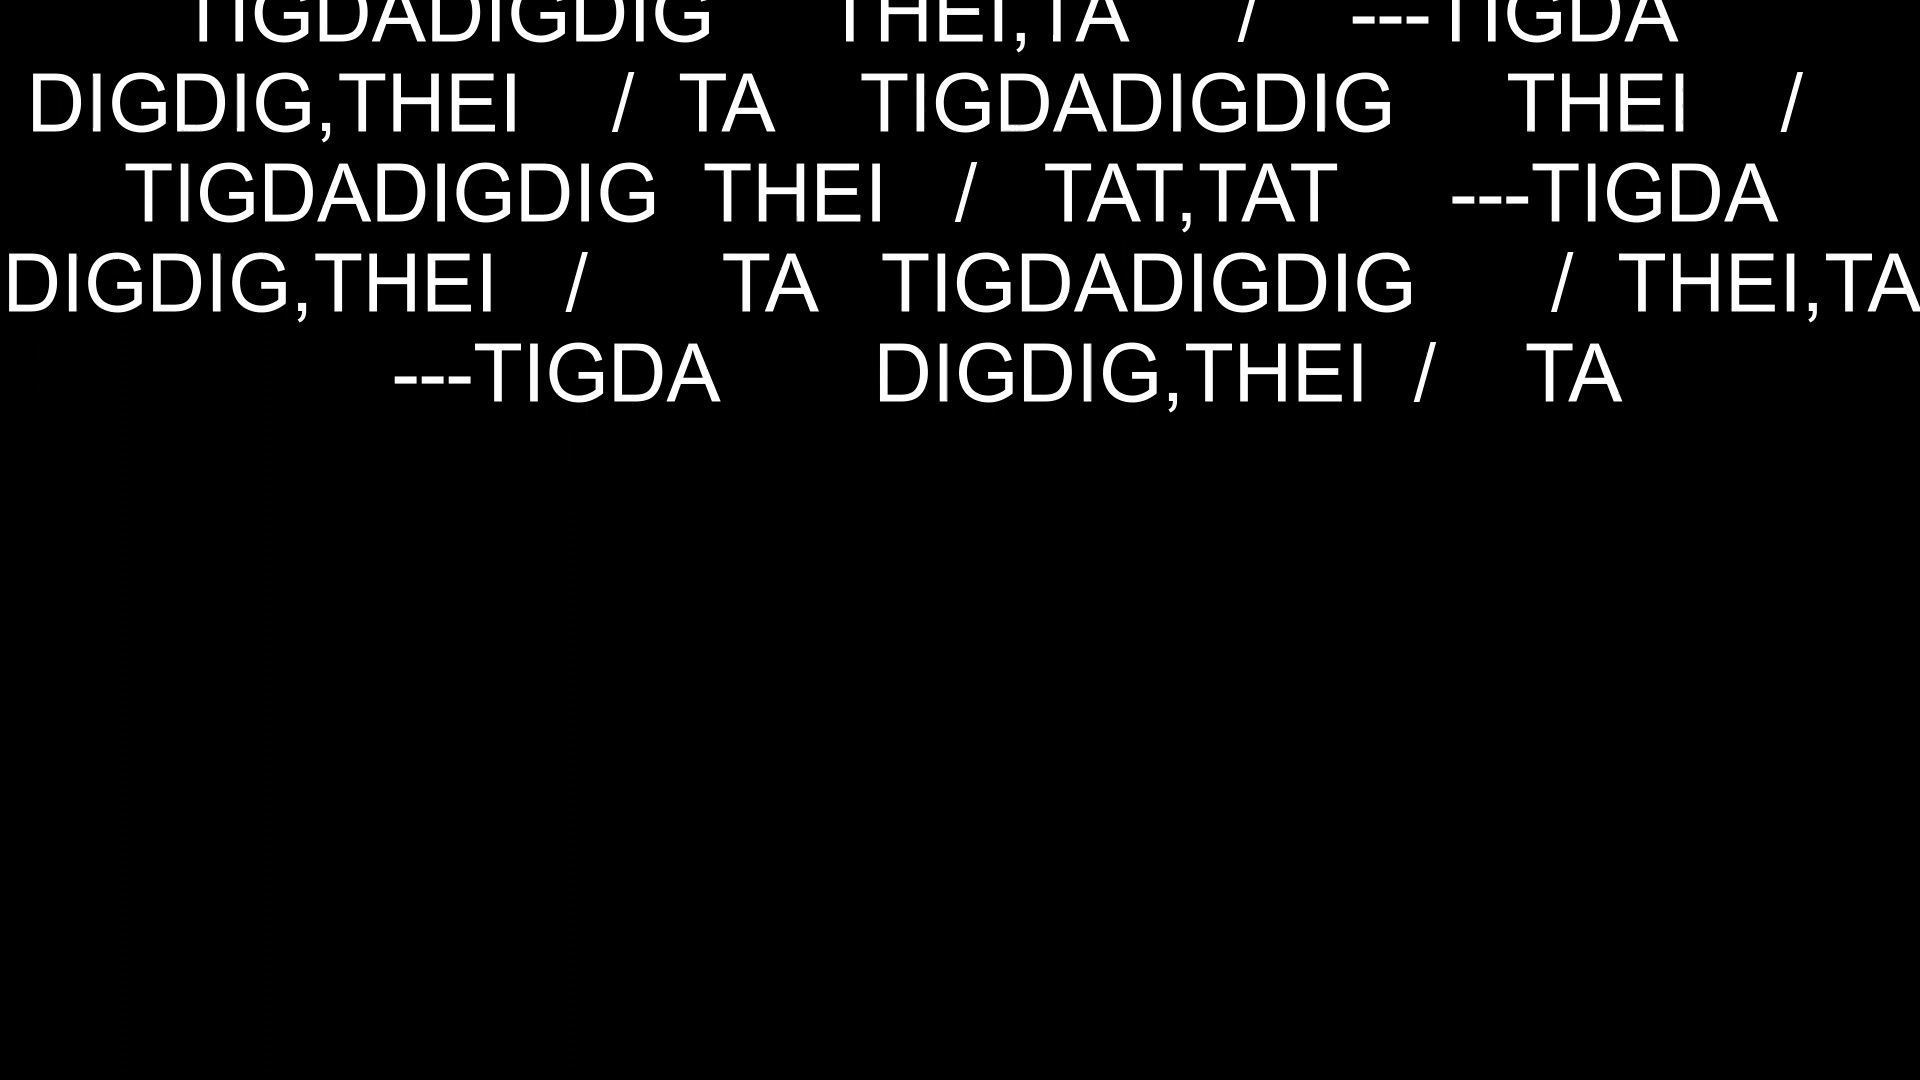 TIGDADIGDIG THEI,TA / ---TIGDA
DIGDIG,THEI / TA TIGDADIGDIG THEI /
TIGDADIGDIG THEI / TAT,TAT ---TIGDA
DIGDIG,THEI / TA TIGDADIGDIG / THEI,TA
---TIGDA DIGDIG,THEI / TA